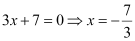 3x + 7 = 0 ⇒ x = -7/3